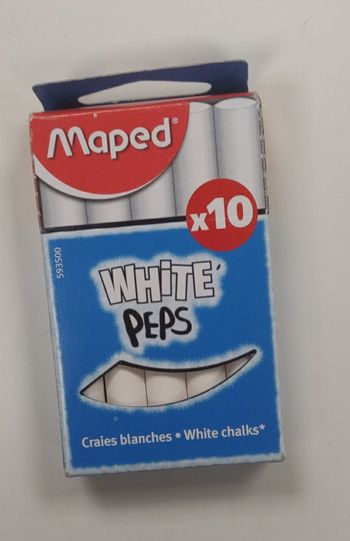 Maped®
x10
593500
WHITE'
PEPS
Craies blanches • White chalks*